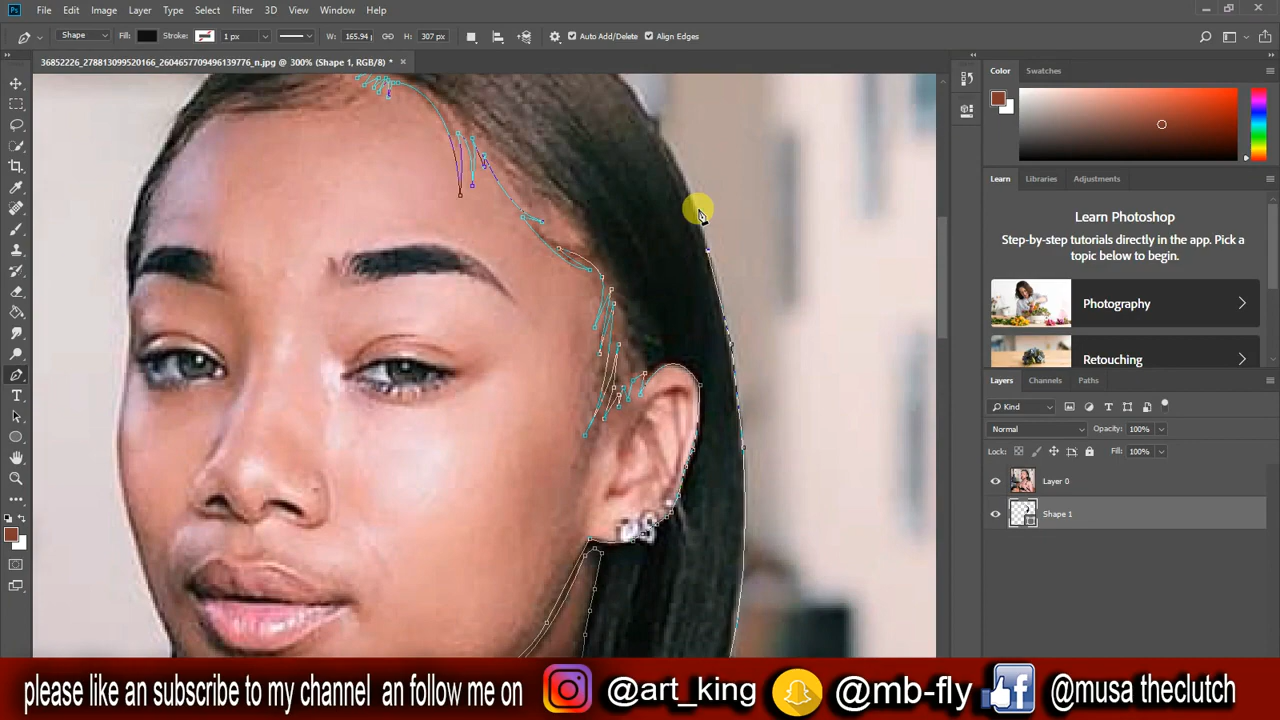 Ps File Edit Image Layer Type Select Filter 3D View Window Help
Shape Fill: Stroke: 1 px W: 165.94 H: 307 px Auto Add/Delete Align Edges
36852226_278813099520166_2604657709496139776_n.jpg @ 300% (Shape 1, RGB/8) *
Color Swatches
Learn Libraries Adjustments
Learn Photoshop
Step-by-step tutorials directly in the app. Pick a
topic below to begin.
Photography
Retouching
Layers Channels Paths
Kind
Normal Opacity: 100%
Lock: Fill: 100%
Layer 0
Shape 1
please like an subscribe to my channel an follow me on @art_king @mb-fly @musa theclutch